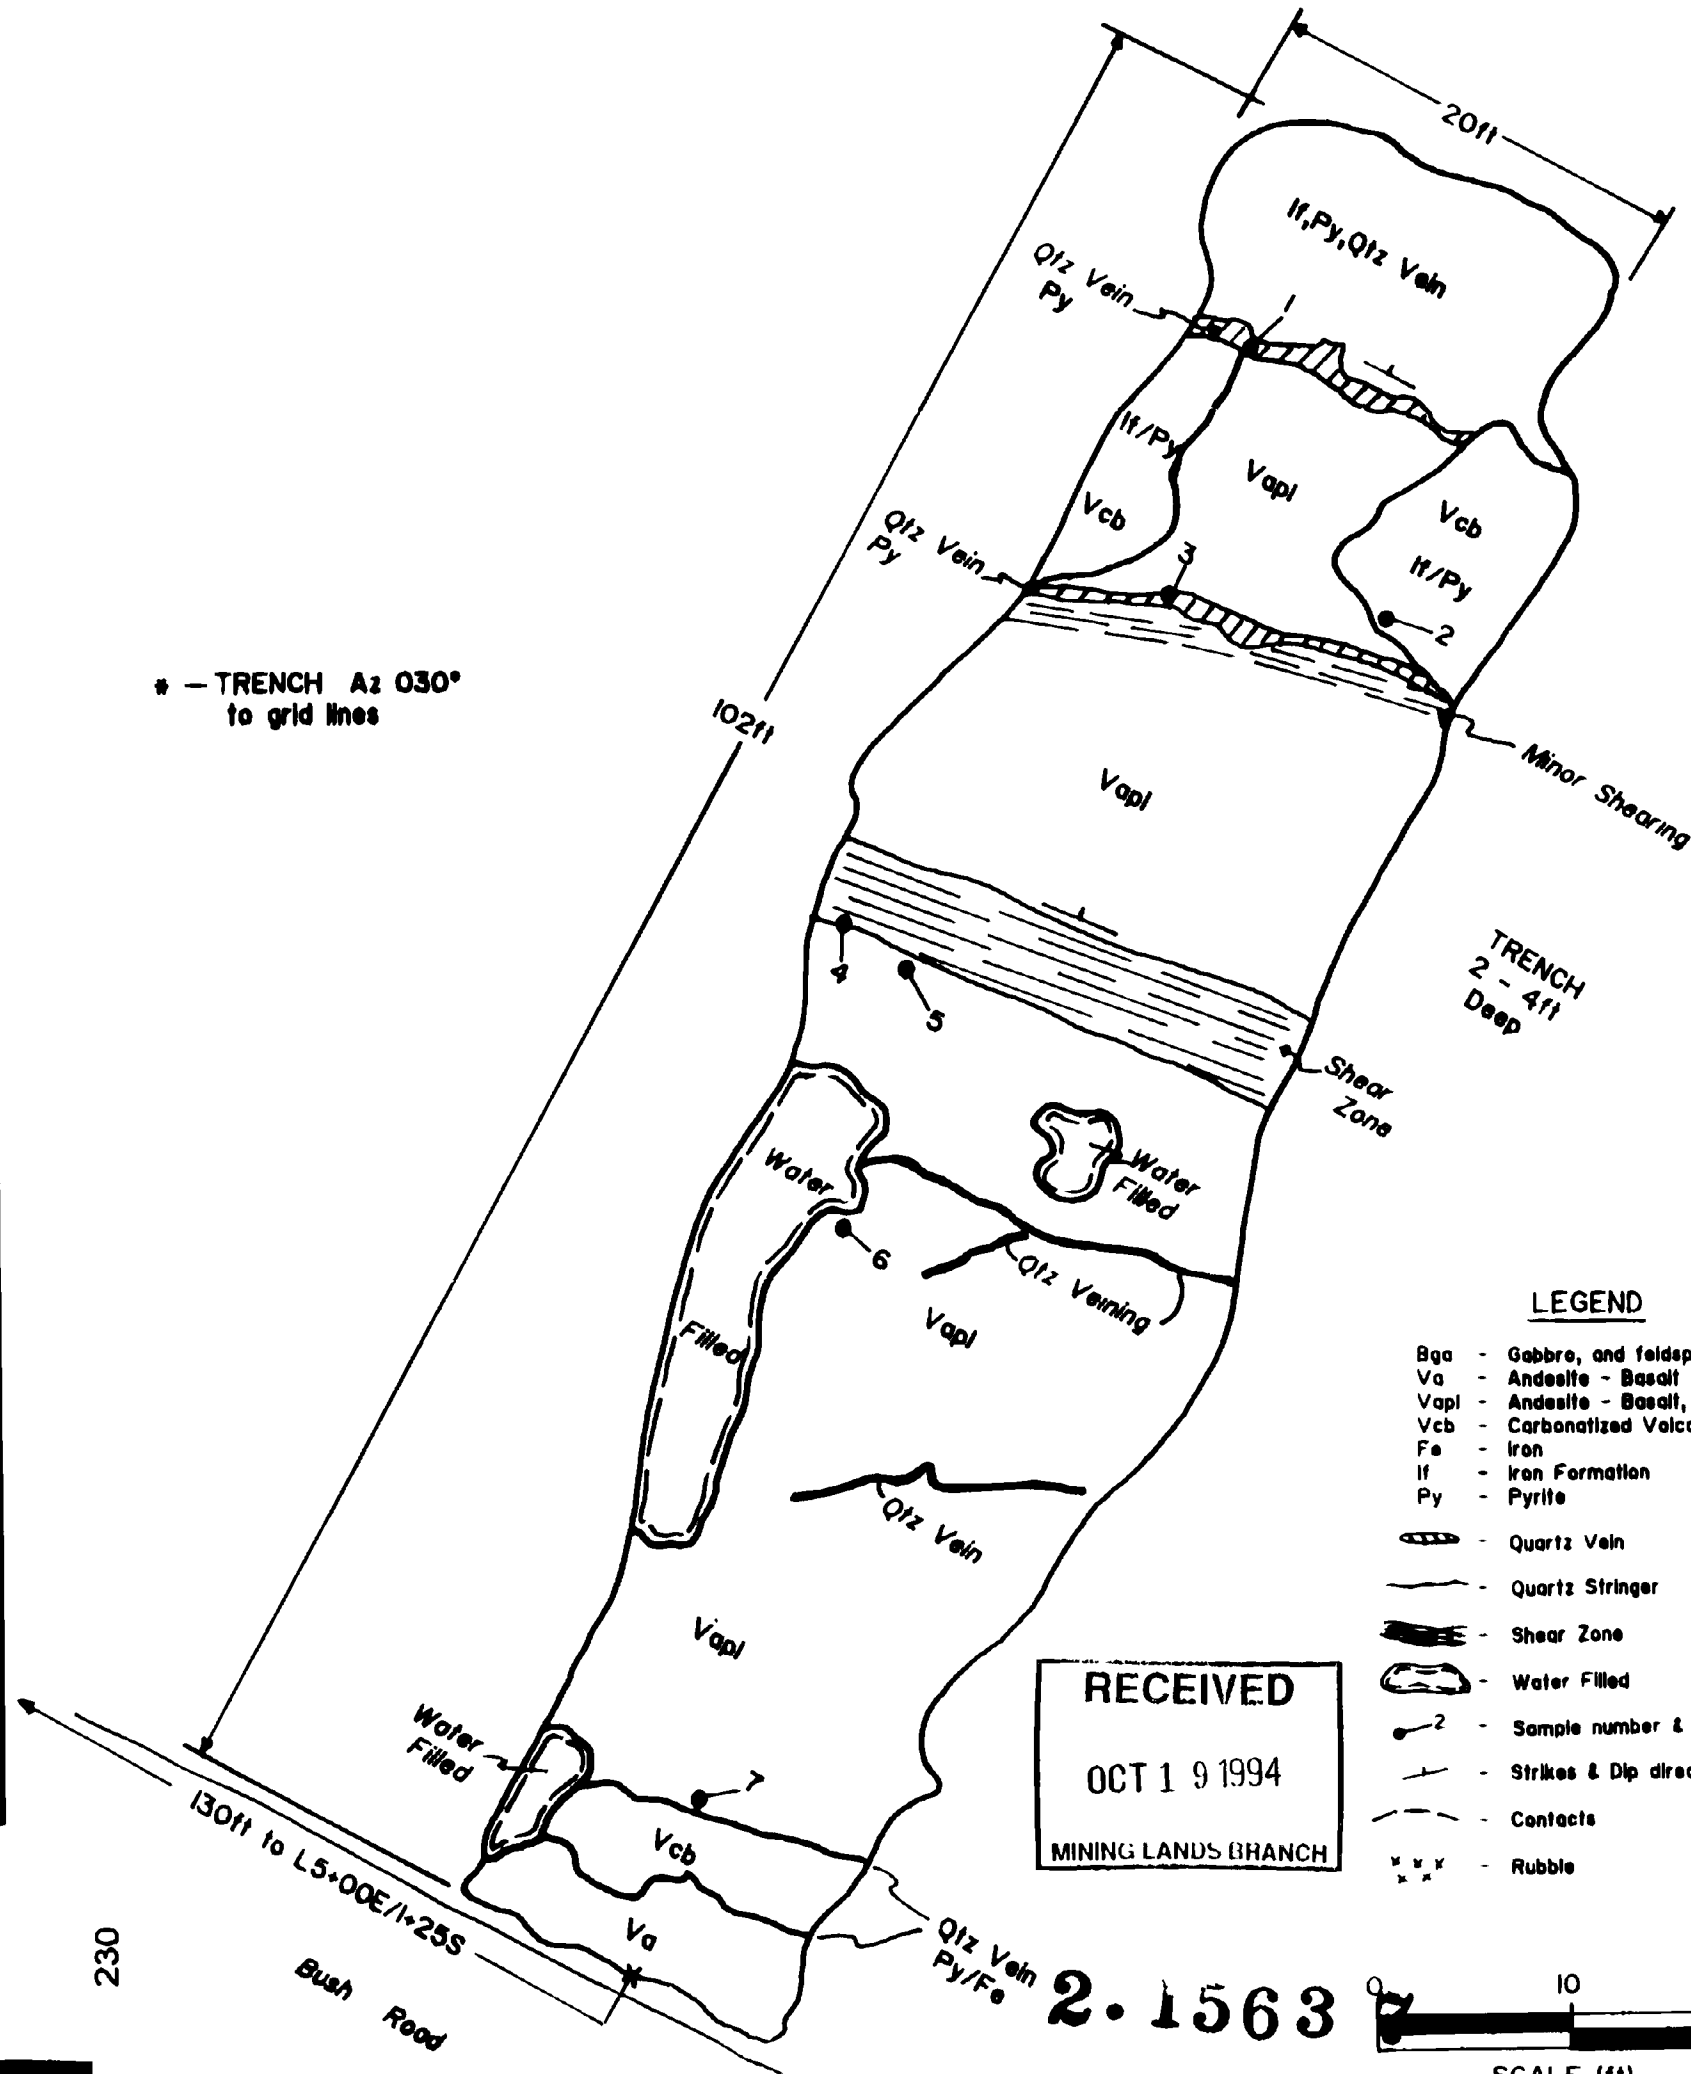 20ft
If,Py,Qtz Vein
Qtz Vein
Py
1
If/Py
Vapl
Vcb
Vcb
If/Py
Qtz Vein
Py
3
2
* – TRENCH Az 030°
to grid lines
102ft
Minor Shearing
Vapl
TRENCH
2 - 4ft
Deep
4
5
Shear
Zone
Water
Filled
Water
Filled
6
Qtz Veining
Vapl
Qtz Vein
Vapl
LEGEND
Bga - Gabbro, and
Va - Andesite - Basalt
Vapl - Andesite - Basalt,
Vcb - Carbonatized
Fe - Iron
If - Iron Formation
Py - Pyrite
- Quartz Vein
- Quartz Stringer
- Shear Zone
- Water Filled
2 - Sample number &
- Strikes & Dip
- Contacts
- Rubble
RECEIVED
OCT 19 1994
MINING LANDS BRANCH
Water
Filled
7
Vcb
Va
130ft to L5+00E/1+25S
Qtz Vein
Py/Fe
Bush Road
230
2.1563
0 10
SCALE (ft)